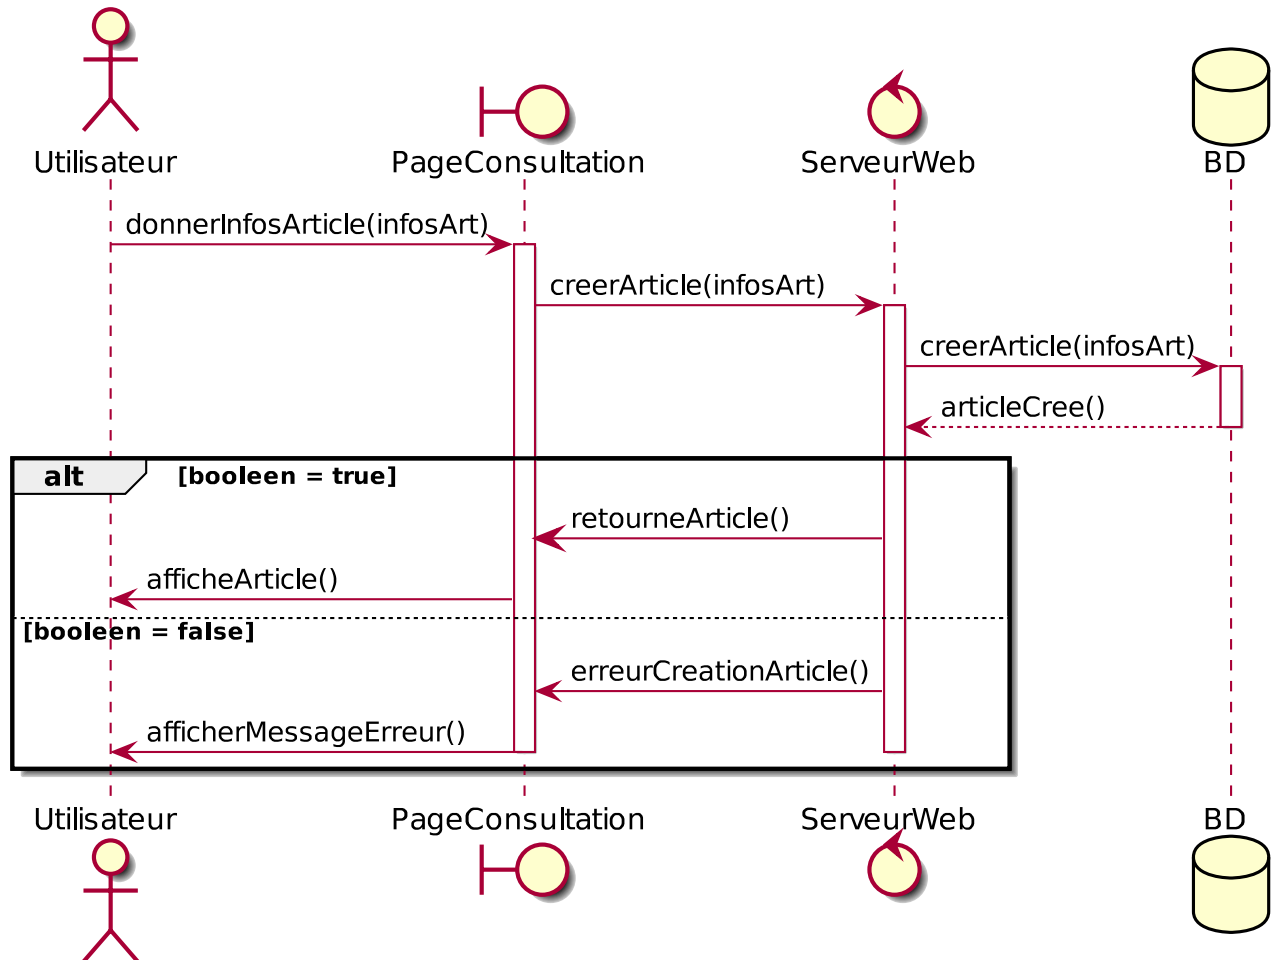 Utilisateur PageConsultation ServeurWeb BD
donnerInfosArticle(infosArt)
creerArticle(infosArt)
creerArticle(infosArt)
articleCree()
alt [booleen = true]
retourneArticle()
afficheArticle()
[booleen = false]
erreurCreationArticle()
afficherMessageErreur()
Utilisateur PageConsultation ServeurWeb BD